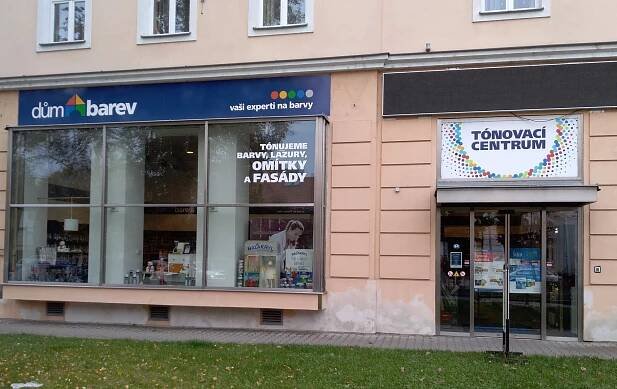 dům barev
vaši experti na barvy
TÓNUJEME
BARVY, LAZURY,
OMÍTKY
A FASÁDY
TÓNOVACÍ
CENTRUM